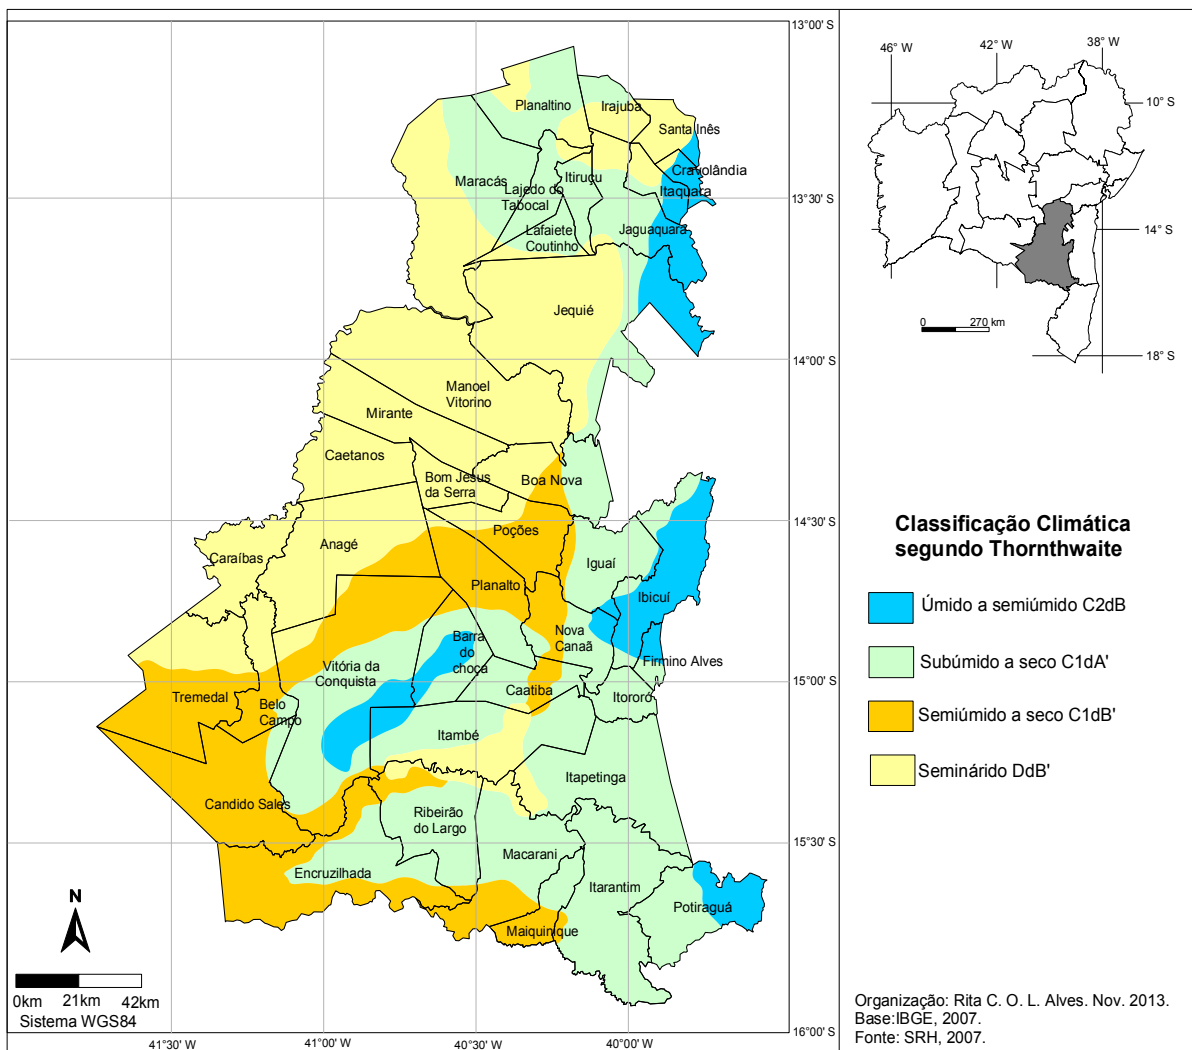 13°00' S
13°30' S
14°00' S
14°30' S
15°00' S
15°30' S
16°00' S
41°30' W
41°00' W
40°30' W
40°00' W
Planaltino
Irajuba
Santa Inês
Cravolândia
Maracás
Itiruçu
Lajedo do
Tabocal
Itaquara
Lafaiete
Coutinho
Jaguaquara
Jequié
Manoel
Vitorino
Mirante
Caetanos
Bom Jesus
da Serra
Boa Nova
Poções
Anagé
Caraíbas
Iguaí
Planalto
Ibicuí
Nova
Canaã
Barra
do
choça
Firmino Alves
Vitória da
Conquista
Tremedal
Belo
Campo
Caatiba
Itororó
Itambé
Itapetinga
Candido Sales
Ribeirão
do Largo
Macarani
Encruzilhada
Itarantim
Potiraguá
Maiquinique
N
0km 21km 42km
Sistema WGS84
46° W
42° W
38° W
10° S
14° S
18° S
0 270 km
Classificação Climática
segundo Thornthwaite
Úmido a semiúmido C2dB
Subúmido a seco C1dA'
Semiúmido a seco C1dB'
Seminárido DdB'
Organização: Rita C. O. L. Alves. Nov. 2013.
Base:IBGE, 2007.
Fonte: SRH, 2007.